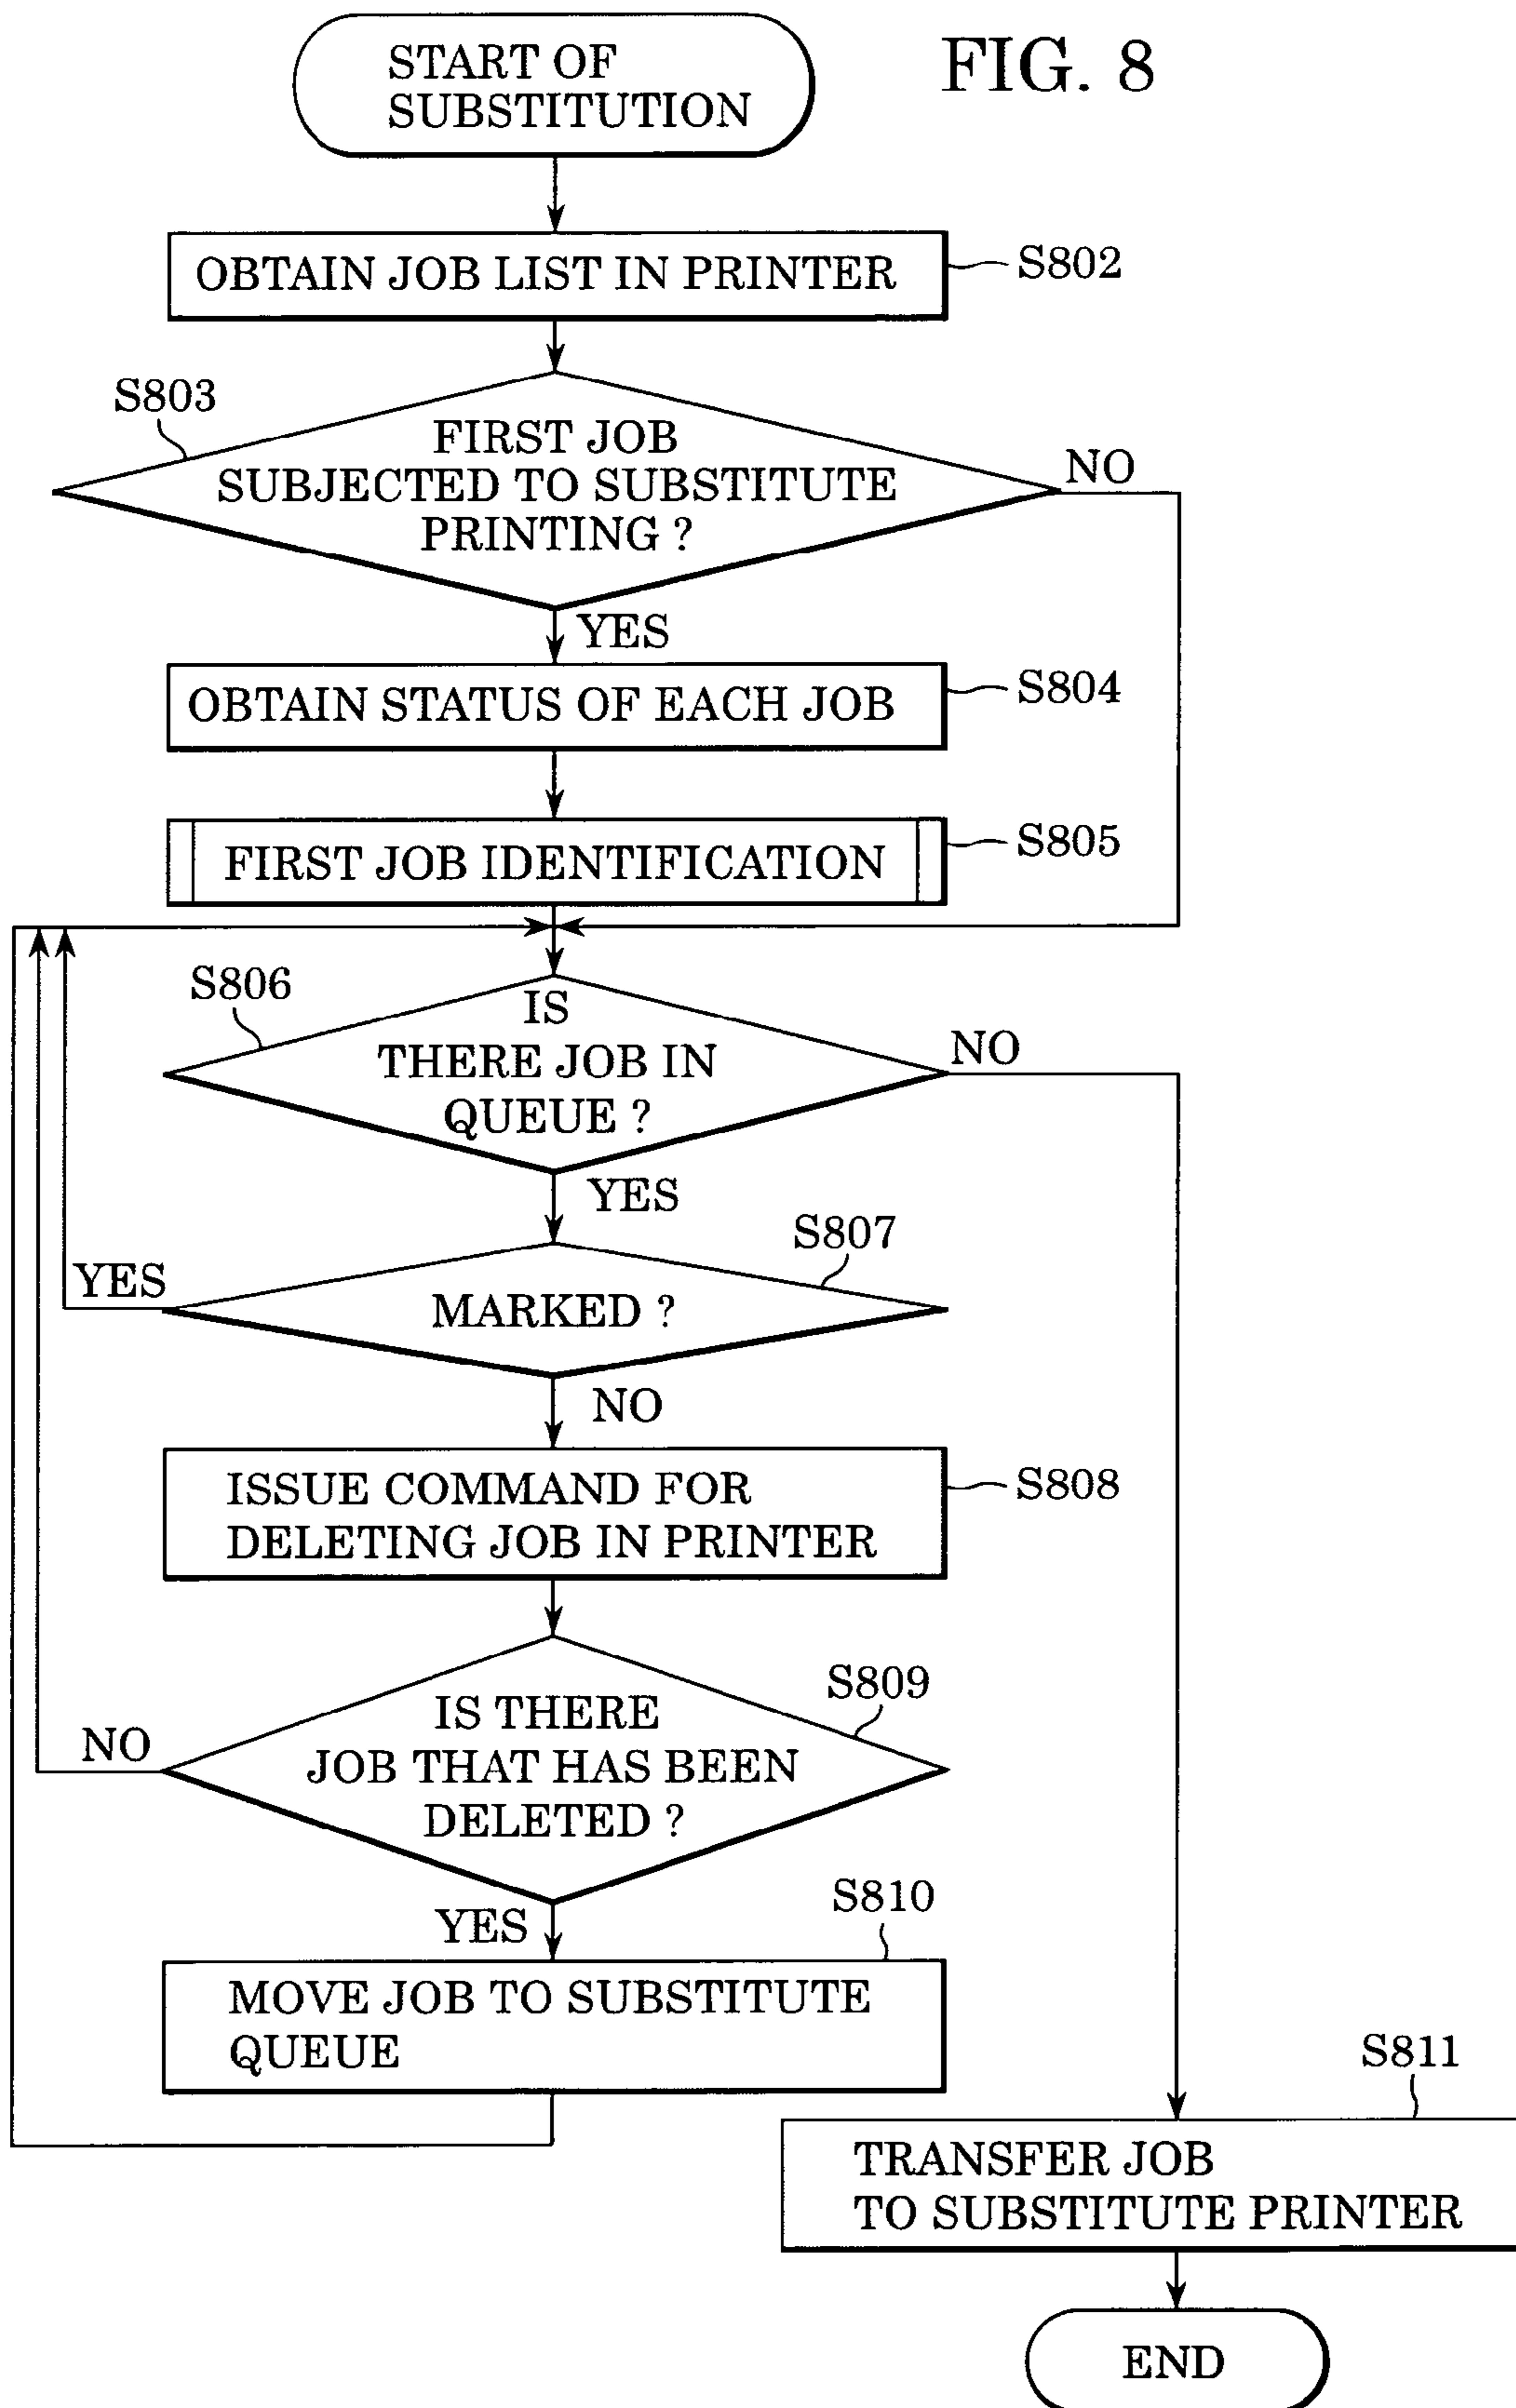 START OF
SUBSTITUTION
FIG. 8
OBTAIN JOB LIST IN PRINTER
S802
S803
FIRST JOB
SUBJECTED TO SUBSTITUTE
PRINTING ?
NO
YES
OBTAIN STATUS OF EACH JOB
S804
FIRST JOB IDENTIFICATION
S805
S806
IS
THERE JOB IN
QUEUE ?
NO
YES
S807
YES
MARKED ?
NO
ISSUE COMMAND FOR
DELETING JOB IN PRINTER
S808
S809
IS THERE
JOB THAT HAS BEEN
DELETED ?
NO
YES
S810
MOVE JOB TO SUBSTITUTE
QUEUE
S811
TRANSFER JOB
TO SUBSTITUTE PRINTER
END